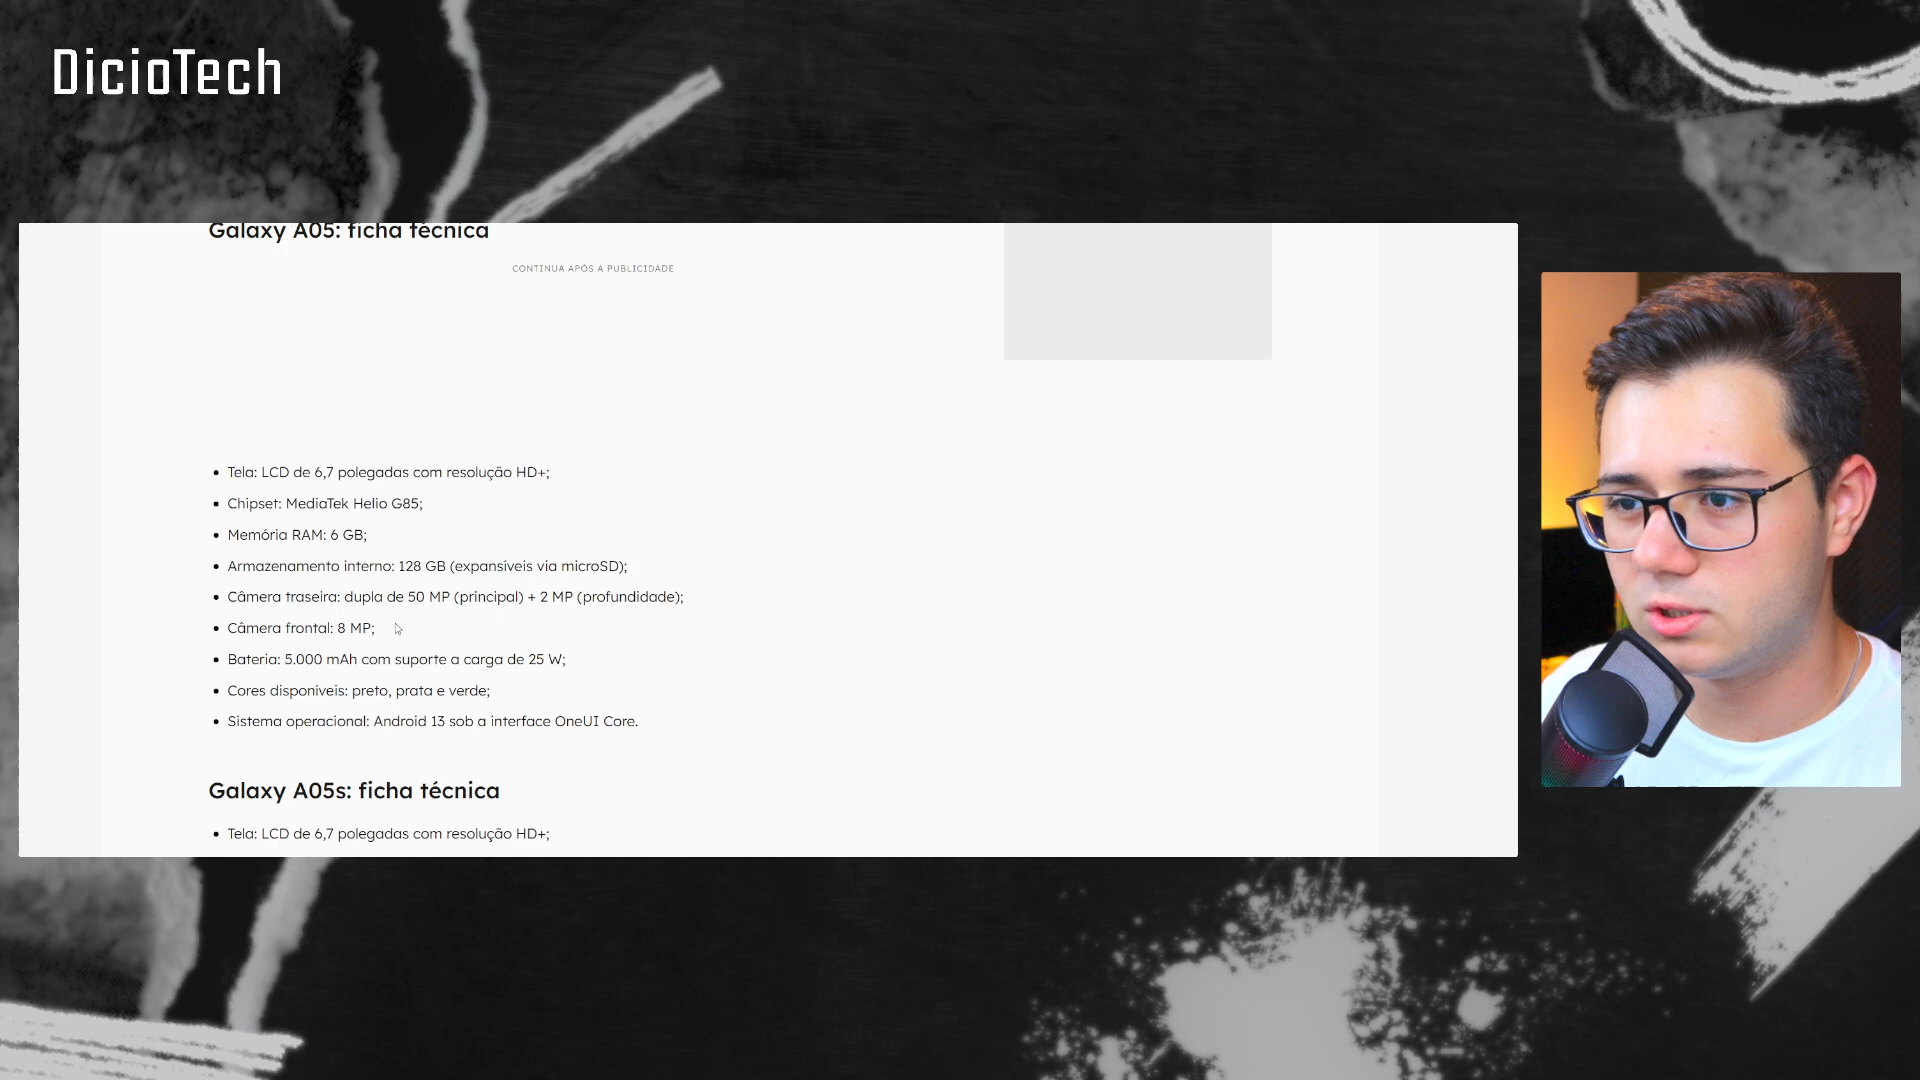 DicioTech
Galaxy A05: ficha técnica
CONTINUA APÓS A PUBLICIDADE
Tela: LCD de 6,7 polegadas com resolução HD+;
Chipset: MediaTek Helio G85;
Memória RAM: 6 GB;
Armazenamento interno: 128 GB (expansíveis via microSD);
Câmera traseira: dupla de 50 MP (principal) + 2 MP (profundidade);
Câmera frontal: 8 MP;
Bateria: 5.000 mAh com suporte a carga de 25 W;
Cores disponíveis: preto, prata e verde;
Sistema operacional: Android 13 sob a interface OneUI Core.
Galaxy A05s: ficha técnica
Tela: LCD de 6,7 polegadas com resolução HD+;